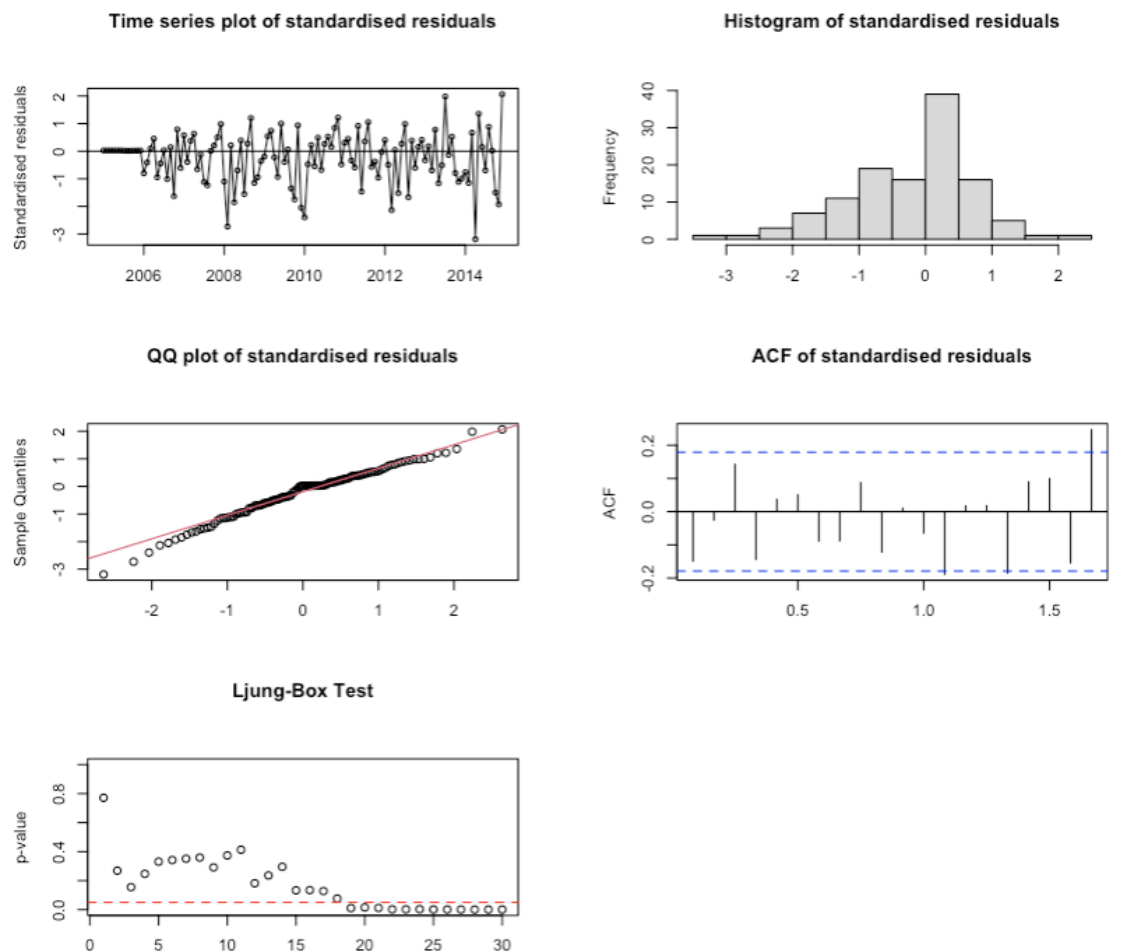 Time series plot of standardised residuals
Standardised residuals
2
1
0
-1
-3
2006 2008 2010 2012 2014
Histogram of standardised residuals
Frequency
40
30
20
10
0
-3 -2 -1 0 1 2
QQ plot of standardised residuals
Sample Quantiles
2
1
0
-1
-3
-2 -1 0 1 2
ACF of standardised residuals
ACF
0.2
0.0
-0.2
0.5 1.0 1.5
Ljung-Box Test
p-value
0.8
0.4
0.0
0 5 10 15 20 25 30